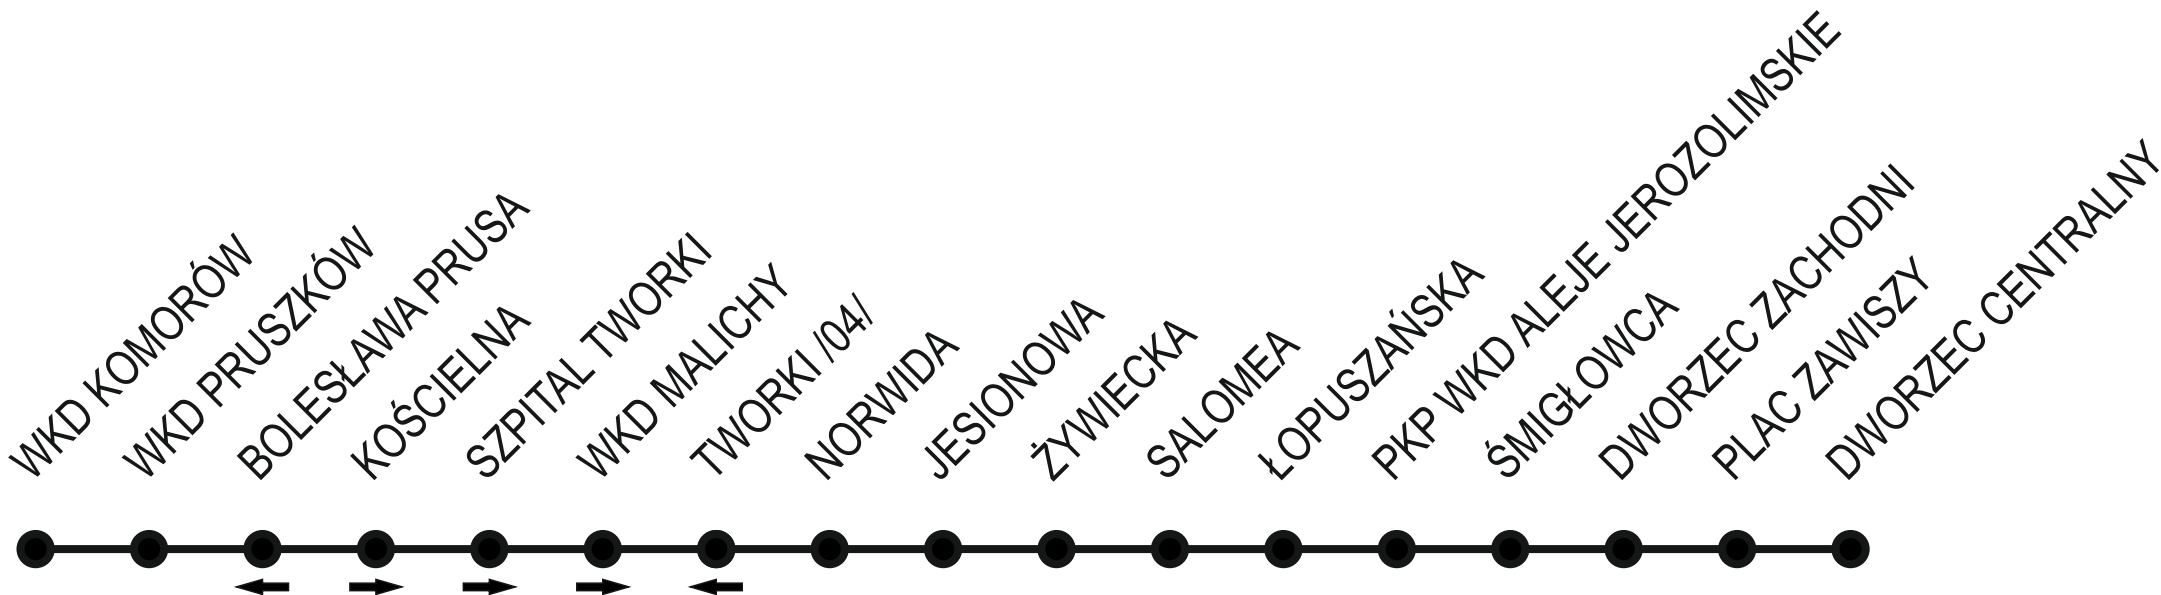 WKD KOMORÓW
WKD PRUSZKÓW
BOLESŁAWA PRUSA
KOŚCIELNA
SZPITAL TWORKI
WKD MALICHY
TWORKI /04/
NORWIDA
JESIONOWA
ŻYWIECKA
SALOMEA
ŁOPUSZAŃSKA
PKP WKD ALEJE JEROZOLIMSKIE
ŚMIGŁOWCA
DWORZEC ZACHODNI
PLAC ZAWISZY
DWORZEC CENTRALNY